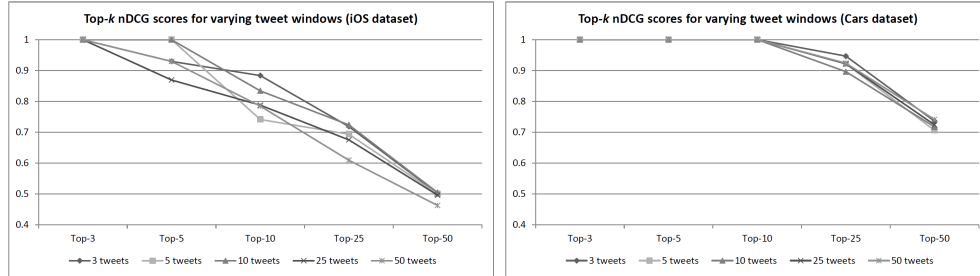 Top-k nDCG scores for varying tweet windows (iOS dataset)
1
0.9
0.8
0.7
0.6
0.5
0.4
Top-3 Top-5 Top-10 Top-25 Top-50
3 tweets 5 tweets 10 tweets 25 tweets 50 tweets
Top-k nDCG scores for varying tweet windows (Cars dataset)
1
0.9
0.8
0.7
0.6
0.5
0.4
Top-3 Top-5 Top-10 Top-25 Top-50
3 tweets 5 tweets 10 tweets 25 tweets 50 tweets